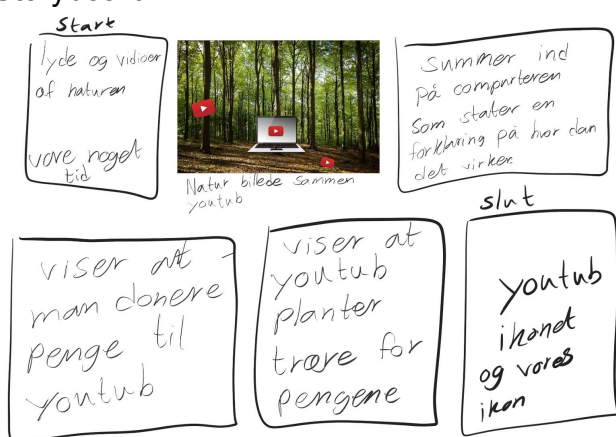 Start
lyde og vidioer
af naturen
vare noget
tid
Natur billede sammen
youtub
Summer ind
på computeren
som stater en
forklaring på hvor dan
det virker
viser at
man donere
penge til
youtub
viser at
youtub
planter
trære for
pengene
slut
youtub
ikonet
og vores
ikon